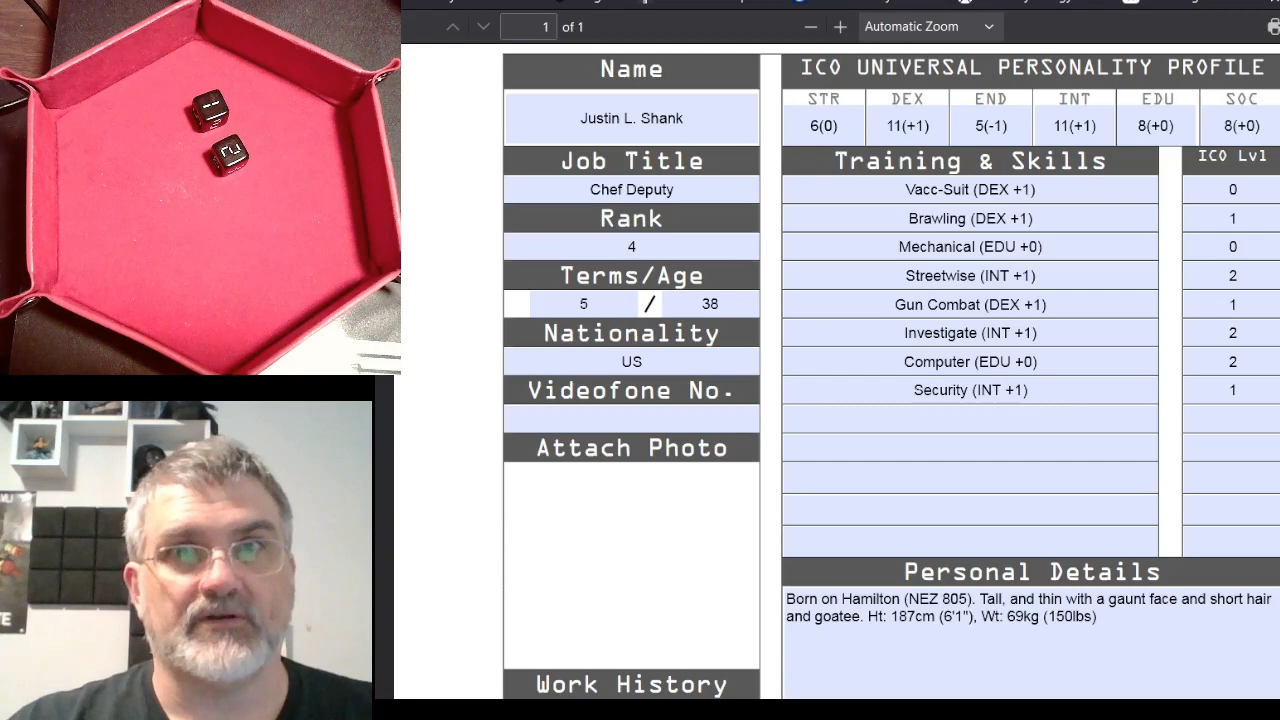 1 of 1
Automatic Zoom
Name
Justin L. Shank
Job Title
Chef Deputy
Rank
4
Terms/Age
5 / 38
Nationality
US
Videofone No.
Attach Photo
Work History
ICO UNIVERSAL PERSONALITY PROFILE
STR DEX END INT EDU SOC
6(0) 11(+1) 5(-1) 11(+1) 8(+0) 8(+0)
Training & Skills ICO Lvl
Vacc-Suit (DEX +1) 0
Brawling (DEX +1) 1
Mechanical (EDU +0) 0
Streetwise (INT +1) 2
Gun Combat (DEX +1) 1
Investigate (INT +1) 2
Computer (EDU +0) 2
Security (INT +1) 1
Personal Details
Born on Hamilton (NEZ 805). Tall, and thin with a gaunt face and short hair
and goatee. Ht: 187cm (6'1"), Wt: 69kg (150lbs)